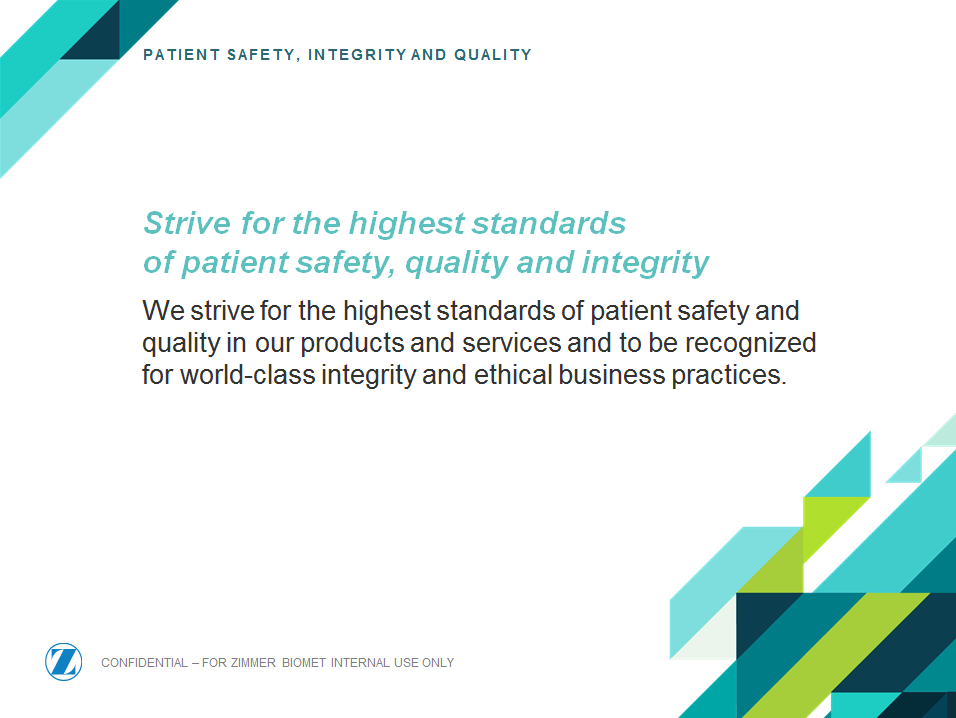 PATIENT SAFETY, INTEGRITY AND QUALITY
Strive for the highest standards
of patient safety, quality and integrity
We strive for the highest standards of patient safety and
quality in our products and services and to be recognized
for world-class integrity and ethical business practices.
Z
CONFIDENTIAL – FOR ZIMMER BIOMET INTERNAL USE ONLY